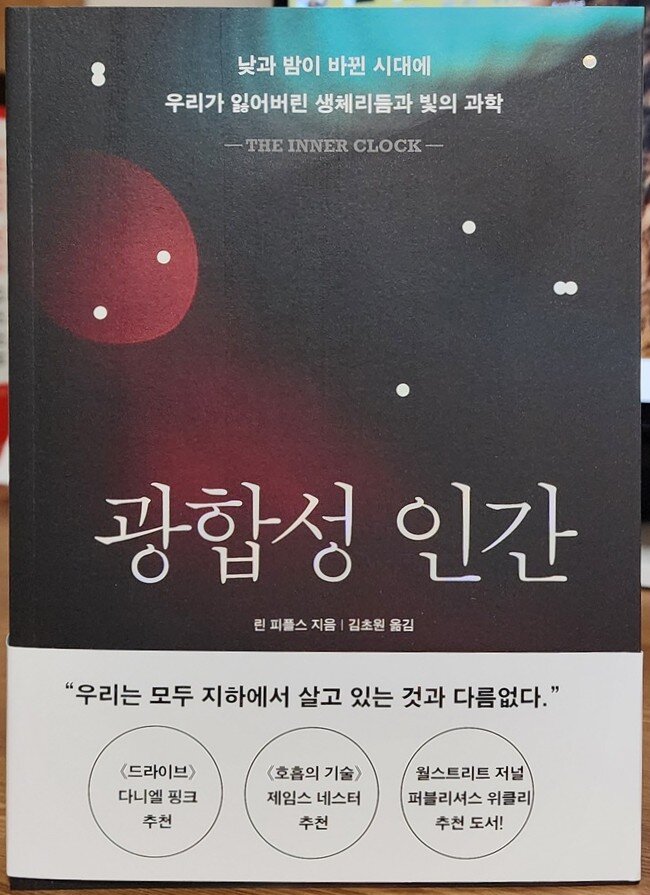 낮과 밤이 바뀐 시대에
우리가 잃어버린 생체리듬과 빛의 과학
— THE INNER CLOCK —
광합성 인간
린 피플스 지음 | 김초원 옮김
“우리는 모두 지하에서 살고 있는 것과 다름없다.”
《드라이브》
다니엘 핑크
추천
《호흡의 기술》
제임스 네스터
추천
월스트리트 저널
퍼블리셔스 위클리
추천 도서!